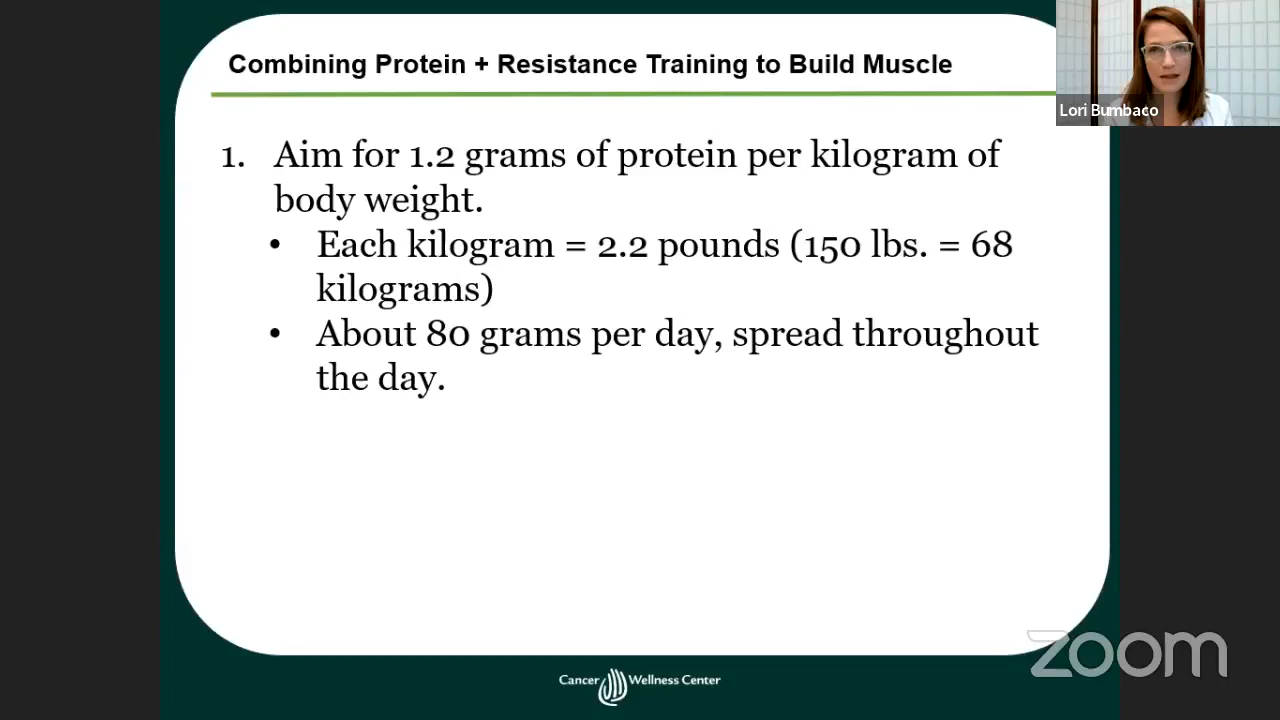 Combining Protein + Resistance Training to Build Muscle
Lori Bumbaco
1. Aim for 1.2 grams of protein per kilogram of
body weight.
• Each kilogram = 2.2 pounds (150 lbs. = 68
kilograms)
• About 80 grams per day, spread throughout
the day.
zoom
Cancer Wellness Center